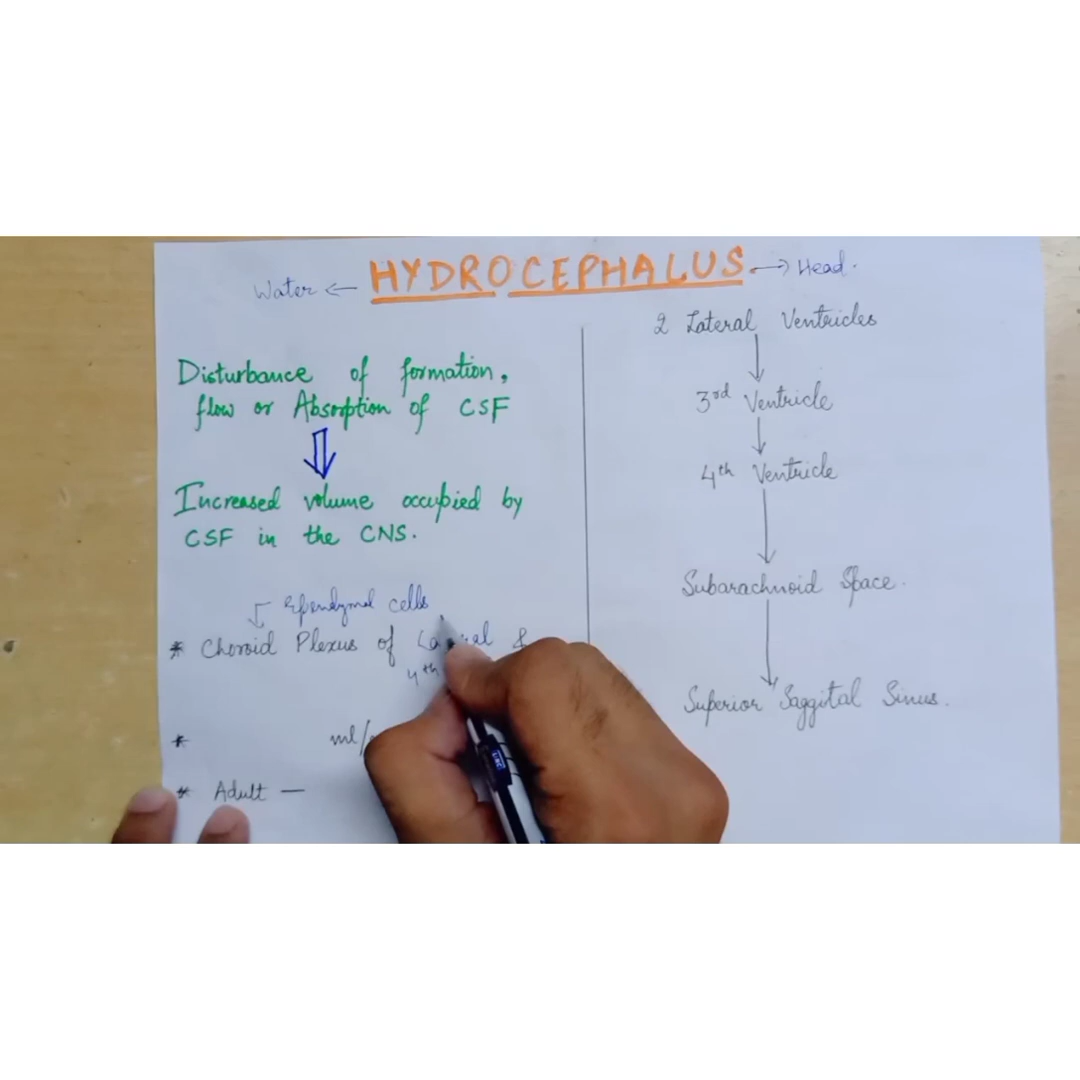 HYDROCEPHALUS → Head.
Water ←
Disturbance of formation,
flow or Absorption of CSF
Increased volume occupied by
CSF in the CNS.
Ependymal cells
* Choroid Plexus of Lateral &
4th
* ml/
* Adult —
2 Lateral Ventricles
3rd Ventricle
4th Ventricle
Subarachnoid Space.
Superior Saggital Sinus.